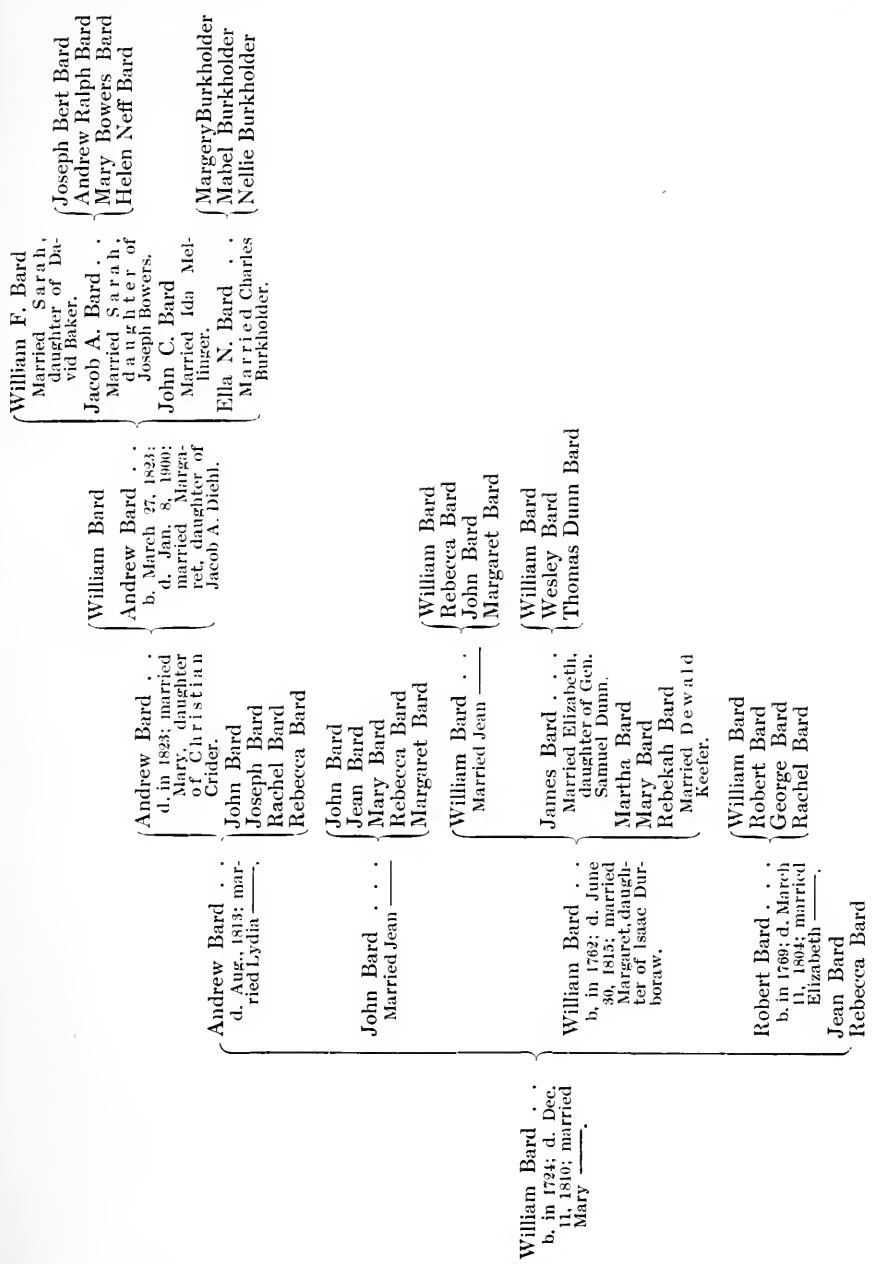 William Bard . .
b. in 1724; d. Dec.
11, 1810; married
Mary ——.
Andrew Bard . .
d. Aug., 1813; mar-
ried Lydia ——.
John Bard . . .
Married Jean ——
William Bard . .
b, in 1762; d. June
30, 1815; married
Margaret, daugh-
ter of Isaac Dur-
boraw.
Robert Bard . . .
b. in 1769; d. March
11, 1804; married
Elizabeth ——.
Jean Bard
Rebecca Bard
Andrew Bard . .
d. in 1823; married
Mary, daughter
of Christian
Crider.
John Bard
Joseph Bard
Rachel Bard
Rebecca Bard
John Bard
Jean Bard
Mary Bard
Rebecca Bard
Margaret Bard
William Bard . .
Married Jean ——
James Bard . . .
Married Elizabeth,
daughter of Gen.
Samuel Dunn.
Martha Bard
Mary Bard
Rebekah Bard
Married Dewald
Keefer.
William Bard
Robert Bard
George Bard
Rachel Bard
William Bard
Andrew Bard . .
b. March 27, 1823;
d. Jan. 8, 1900;
married Marga-
ret, daughter of
Jacob A. Diehl.
William Bard
Rebecca Bard
John Bard
Margaret Bard
William Bard
Wesley Bard
Thomas Dunn Bard
William F. Bard
Married Sarah,
daughter of Da-
vid Baker.
Jacob A. Bard . .
Married Sarah,
daughter of
Joseph Bowers.
John C. Bard
Married Ida Mel-
linger.
Ella N. Bard . .
Married Charles
Burkholder.
Joseph Bert Bard
Andrew Ralph Bard
Mary Bowers Bard
Helen Neff Bard
Margery Burkholder
Mabel Burkholder
Nellie Burkholder